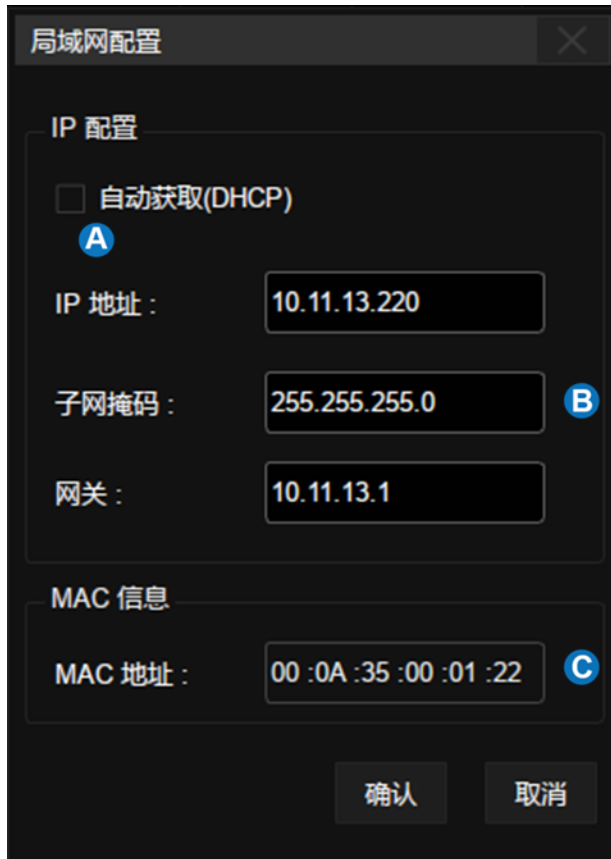 局域网配置
IP 配置
自动获取(DHCP)
A
IP 地址 : 10.11.13.220
子网掩码 : 255.255.255.0 B
网关 : 10.11.13.1
MAC 信息
MAC 地址 : 00 :0A :35 :00 :01 :22 C
确认 取消